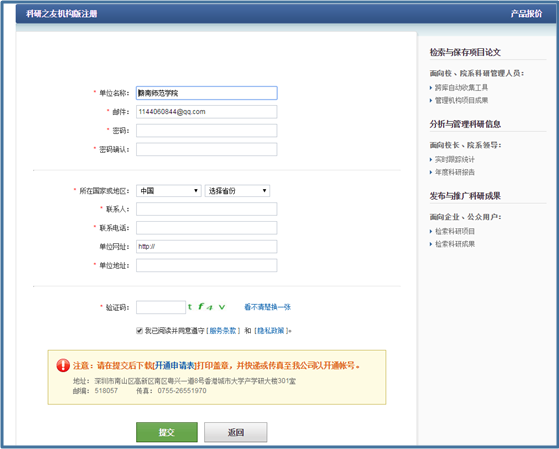 科研之友机构版注册
产品报价
* 单位名称: 黔南师范学院
* 邮件: 1144060844@qq.com
* 密码:
* 密码确认:
* 所在国家或地区: 中国 选择省份
* 联系人:
* 联系电话:
单位网址: http://
* 单位地址:
* 验证码: t f 4 v 看不清楚换一张
我已阅读并同意遵守 [服务条款] 和 [隐私政策]。
注意：请在提交后下载[开通申请表]打印盖章，并快递或传真至我公司以开通帐号。
地址: 深圳市南山区高新区南区粤兴一道8号香港城市大学产学研大楼301室
邮编: 518057 传真: 0755-26551970
提交 返回
检索与保存项目论文
面向校、院系科研管理人员:
跨库自动收集工具
管理机构项目成果
分析与管理科研信息
面向校长、院系领导:
实时跟踪统计
年度科研报告
发布与推广科研成果
面向企业、公众用户:
检索科研项目
检索科研成果